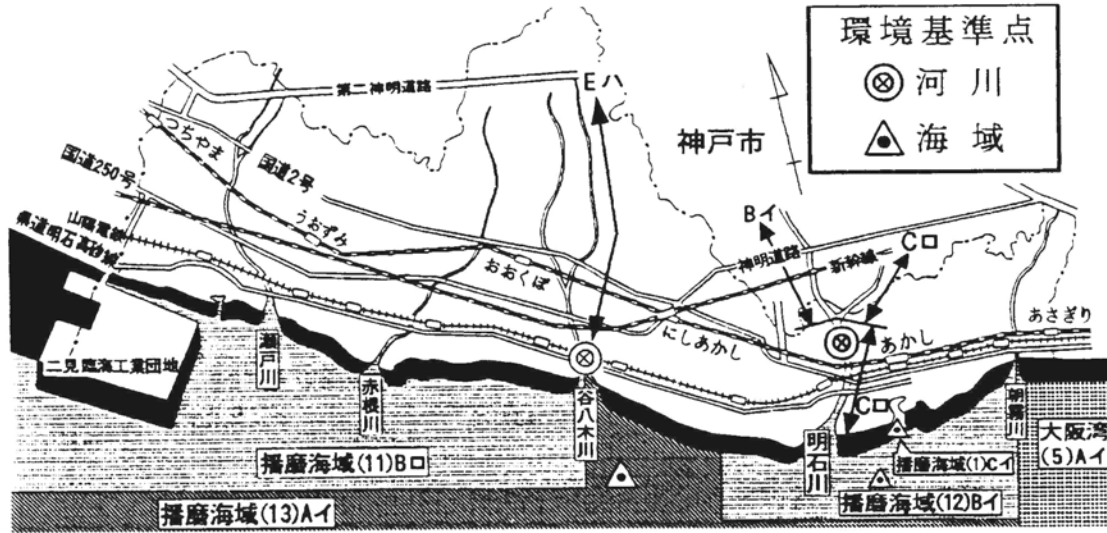 環境基準点
河川
海域
Eハ
第二神明道路
神戸市
つちやま
国道2号
国道250号
山陽電鉄
県道明石高砂線
うおずみ
おおくぼ
Bイ
Cロ
神明道路
新幹線
にしあかし
あかし
あさぎり
二見臨海工業団地
瀬戸川
赤根川
谷八木川
明石川
Cロ
朝霧川
播磨海域(1)Cイ
大阪湾
(5)Aイ
播磨海域(11)Bロ
播磨海域(12)Bイ
播磨海域(13)Aイ